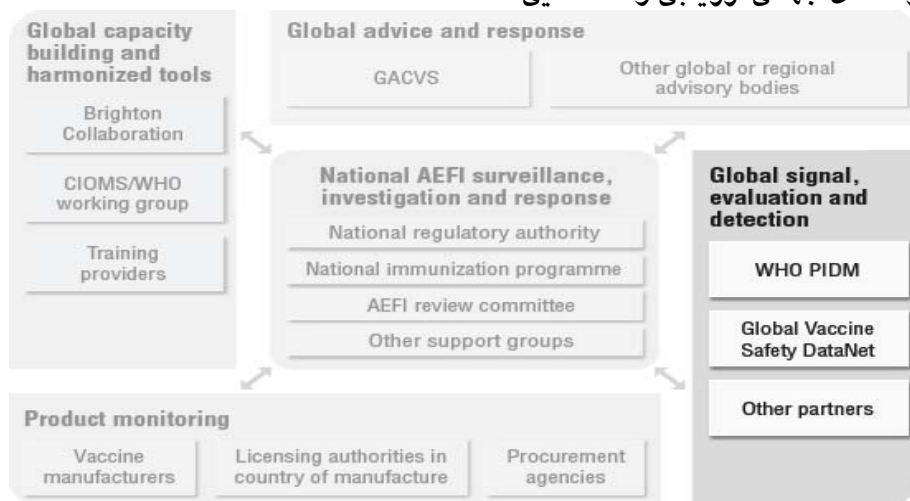 Global capacity
building and
harmonized tools
Brighton
Collaboration
CIOMS/WHO
working group
Training
providers
Global advice and response
GACVS
Other global or regional
advisory bodies
National AEFI surveillance,
investigation and response
National regulatory authority
National immunization programme
AEFI review committee
Other support groups
Global signal,
evaluation and
detection
WHO PIDM
Global Vaccine
Safety DataNet
Other partners
Product monitoring
Vaccine
manufacturers
Licensing authorities in
country of manufacture
Procurement
agencies